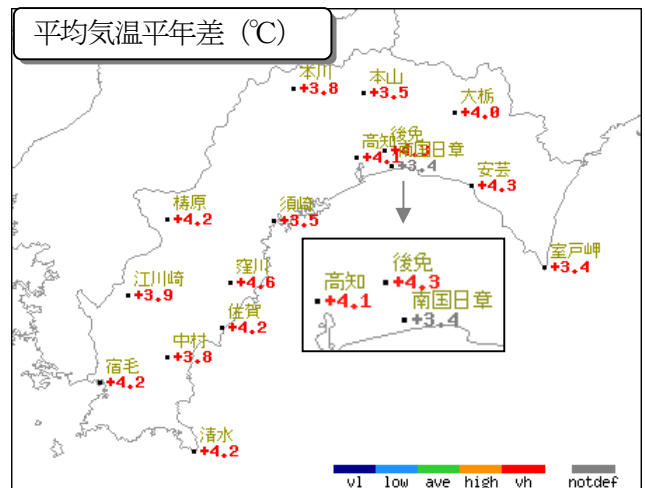 平均気温平年差（℃）
本川
+3.8
本山
+3.5
大栃
+4.0
高知
+4.1
後免
+4.3
南国日章
+3.4
安芸
+4.3
梼原
+4.2
須崎
+3.5
室戸岬
+3.4
江川崎
+3.9
窪川
+4.6
佐賀
+4.2
中村
+3.8
宿毛
+4.2
清水
+4.2
高知
+4.1
後免
+4.3
南国日章
+3.4
vl low ave high vh notdef